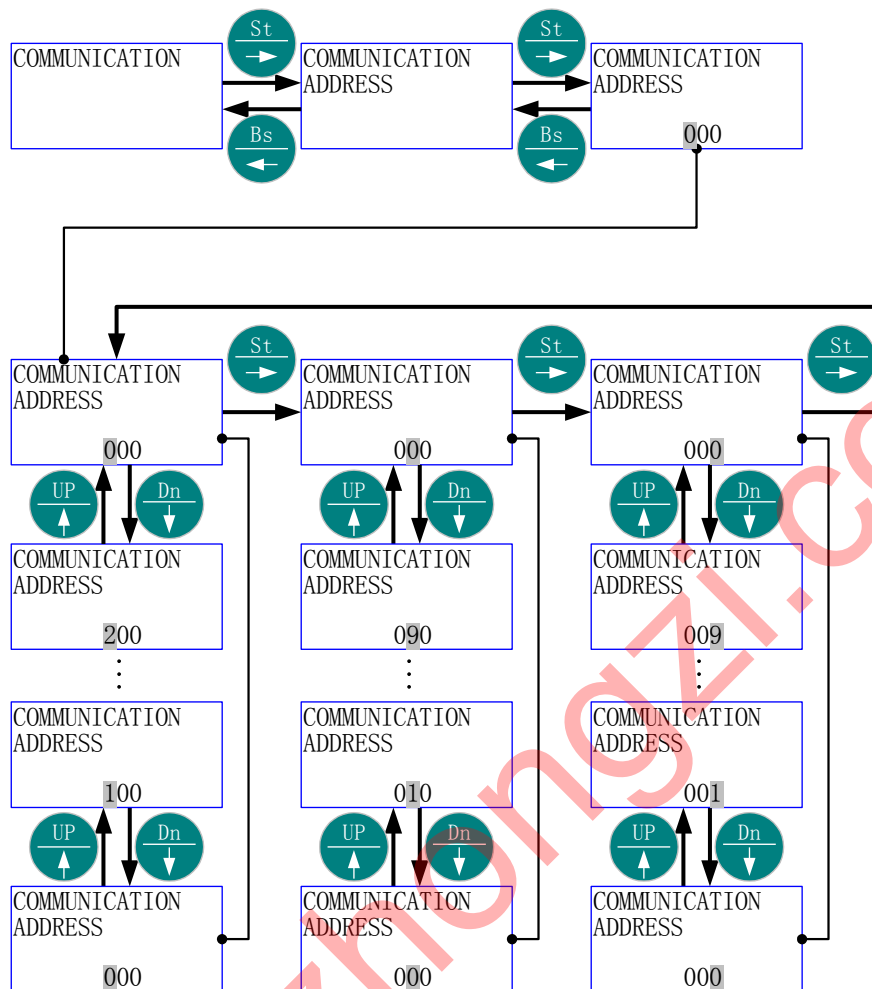 St
St
COMMUNICATION
COMMUNICATION
ADDRESS
COMMUNICATION
ADDRESS
000
Bs
Bs
St
St
St
COMMUNICATION
ADDRESS
000
COMMUNICATION
ADDRESS
000
COMMUNICATION
ADDRESS
000
UP
Dn
UP
Dn
UP
Dn
COMMUNICATION
ADDRESS
200
COMMUNICATION
ADDRESS
090
COMMUNICATION
ADDRESS
009
COMMUNICATION
ADDRESS
100
COMMUNICATION
ADDRESS
010
COMMUNICATION
ADDRESS
001
UP
Dn
UP
Dn
UP
Dn
COMMUNICATION
ADDRESS
000
COMMUNICATION
ADDRESS
000
COMMUNICATION
ADDRESS
000
zhongzi.co